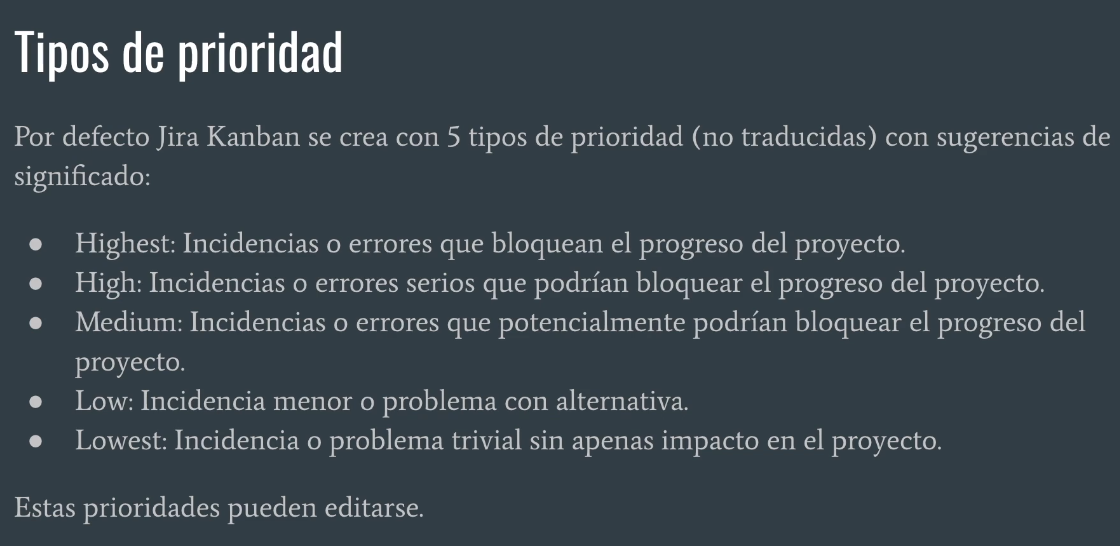 Tipos de prioridad
Por defecto Jira Kanban se crea con 5 tipos de prioridad (no traducidas) con sugerencias de
significado:
● Highest: Incidencias o errores que bloquean el progreso del proyecto.
● High: Incidencias o errores serios que podrían bloquear el progreso del proyecto.
● Medium: Incidencias o errores que potencialmente podrían bloquear el progreso del
proyecto.
● Low: Incidencia menor o problema con alternativa.
● Lowest: Incidencia o problema trivial sin apenas impacto en el proyecto.
Estas prioridades pueden editarse.